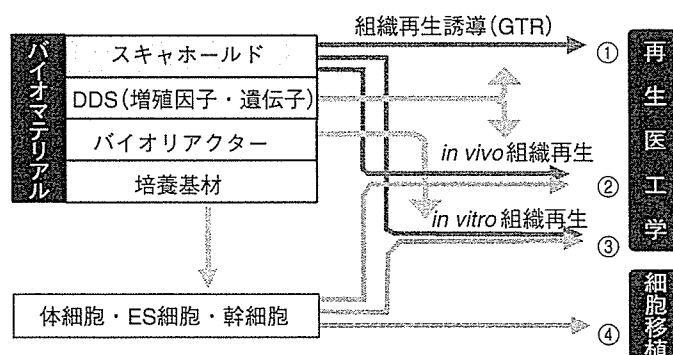 バイオマテリアル
スキャホールド
DDS(増殖因子・遺伝子)
バイオリアクター
培養基材
体細胞・ES細胞・幹細胞
組織再生誘導(GTR)
①
in vivo組織再生
②
in vitro組織再生
③
④
再生医工学
細胞移植